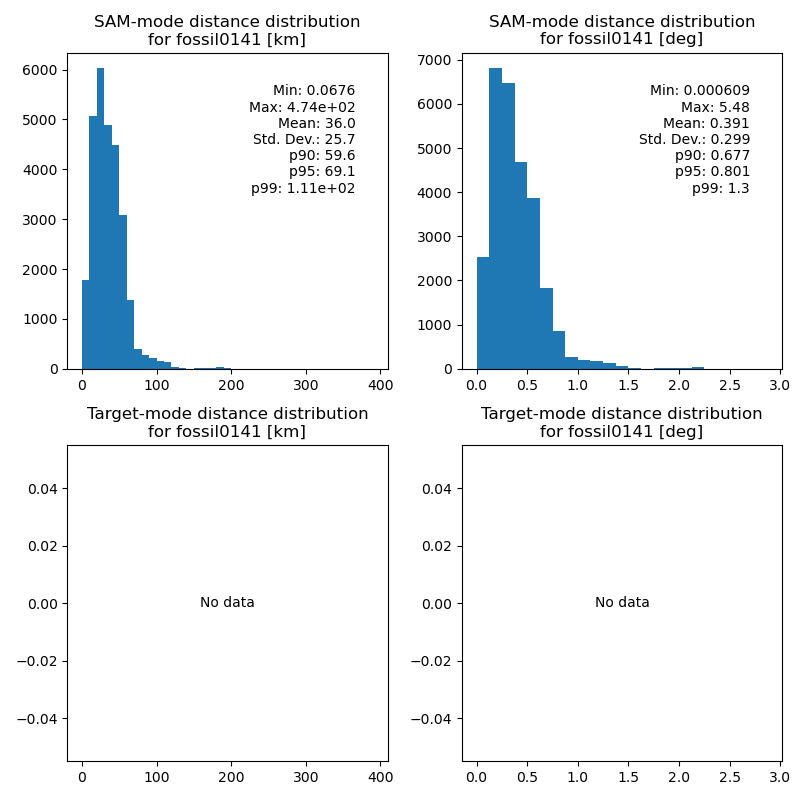 SAM-mode distance distribution
for fossil0141 [km]
6000
5000
4000
3000
2000
1000
0
Min: 0.0676
Max: 4.74e+02
Mean: 36.0
Std. Dev.: 25.7
p90: 59.6
p95: 69.1
p99: 1.11e+02
0
100
200
300
400
SAM-mode distance distribution
for fossil0141 [deg]
7000
6000
5000
4000
3000
2000
1000
0
Min: 0.000609
Max: 5.48
Mean: 0.391
Std. Dev.: 0.299
p90: 0.677
p95: 0.801
p99: 1.3
0.0
0.5
1.0
1.5
2.0
2.5
3.0
Target-mode distance distribution
for fossil0141 [km]
0.04
0.02
0.00
−0.02
−0.04
No data
0
100
200
300
400
Target-mode distance distribution
for fossil0141 [deg]
0.04
0.02
0.00
−0.02
−0.04
No data
0.0
0.5
1.0
1.5
2.0
2.5
3.0